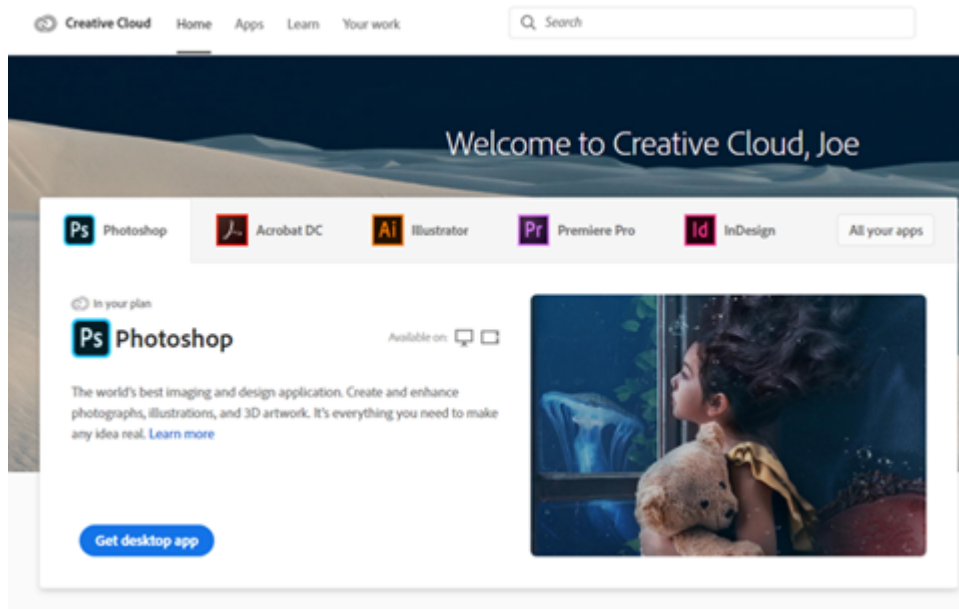 Creative Cloud Home Apps Learn Your work Search
Welcome to Creative Cloud, Joe
Ps Photoshop Acrobat DC Ai Illustrator Pr Premiere Pro Id InDesign All your apps
In your plan
Ps Photoshop Available on:
The world's best imaging and design application. Create and enhance
photographs, illustrations, and 3D artwork. It's everything you need to make
any idea real. Learn more
Get desktop app